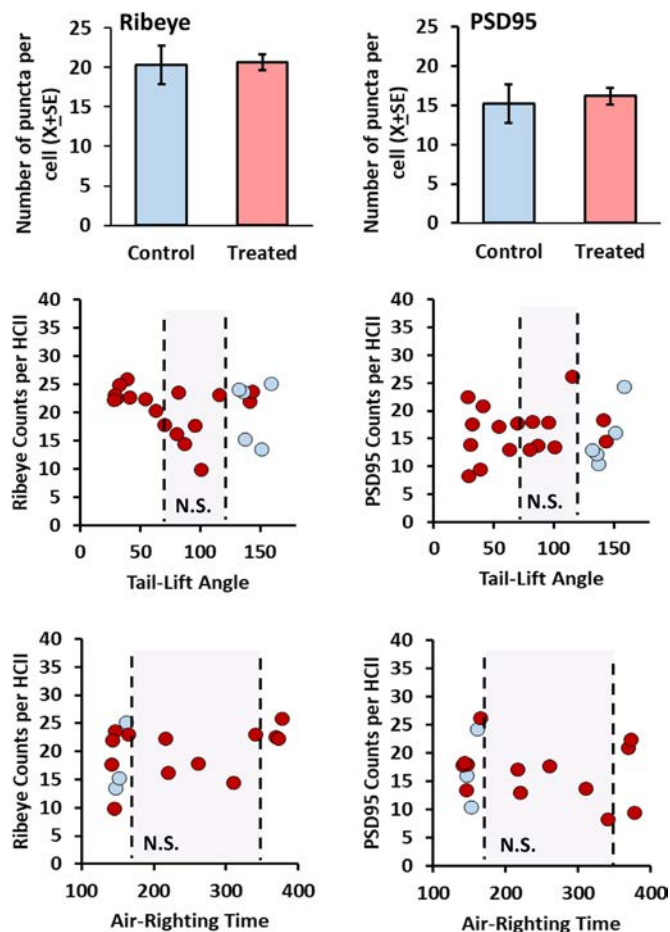 Ribeye
PSD95
Number of puncta per
cell (X+SE)
25
20
15
10
5
0
Control
Treated
Number of puncta per
cell (X+SE)
25
20
15
10
5
0
Control
Treated
Ribeye Counts per HCII
40
35
30
25
20
15
10
5
0
N.S.
0
50
100
150
Tail-Lift Angle
PSD95 Counts per HCII
40
35
30
25
20
15
10
5
0
N.S.
0
50
100
150
Tail-Lift Angle
Ribeye Counts per HCII
40
35
30
25
20
15
10
5
0
N.S.
100
200
300
400
Air-Righting Time
PSD95 Counts per HCII
40
35
30
25
20
15
10
5
0
N.S.
100
200
300
400
Air-Righting Time